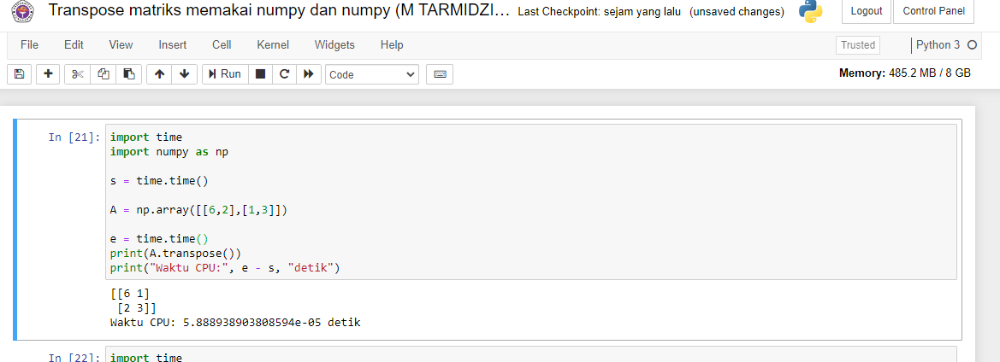 Transpose matriks memakai numpy dan numpy (M TARMIDZI... Last Checkpoint: sejam yang lalu (unsaved changes) Logout Control Panel
File Edit View Insert Cell Kernel Widgets Help Trusted Python 3
Run Code Memory: 485.2 MB / 8 GB
In [21]: import time
import numpy as np
s = time.time()
A = np.array([[6,2],[1,3]])
e = time.time()
print(A.transpose())
print("Waktu CPU:", e - s, "detik")
[[6 1]
[2 3]]
Waktu CPU: 5.888938903808594e-05 detik
In [22]: import time